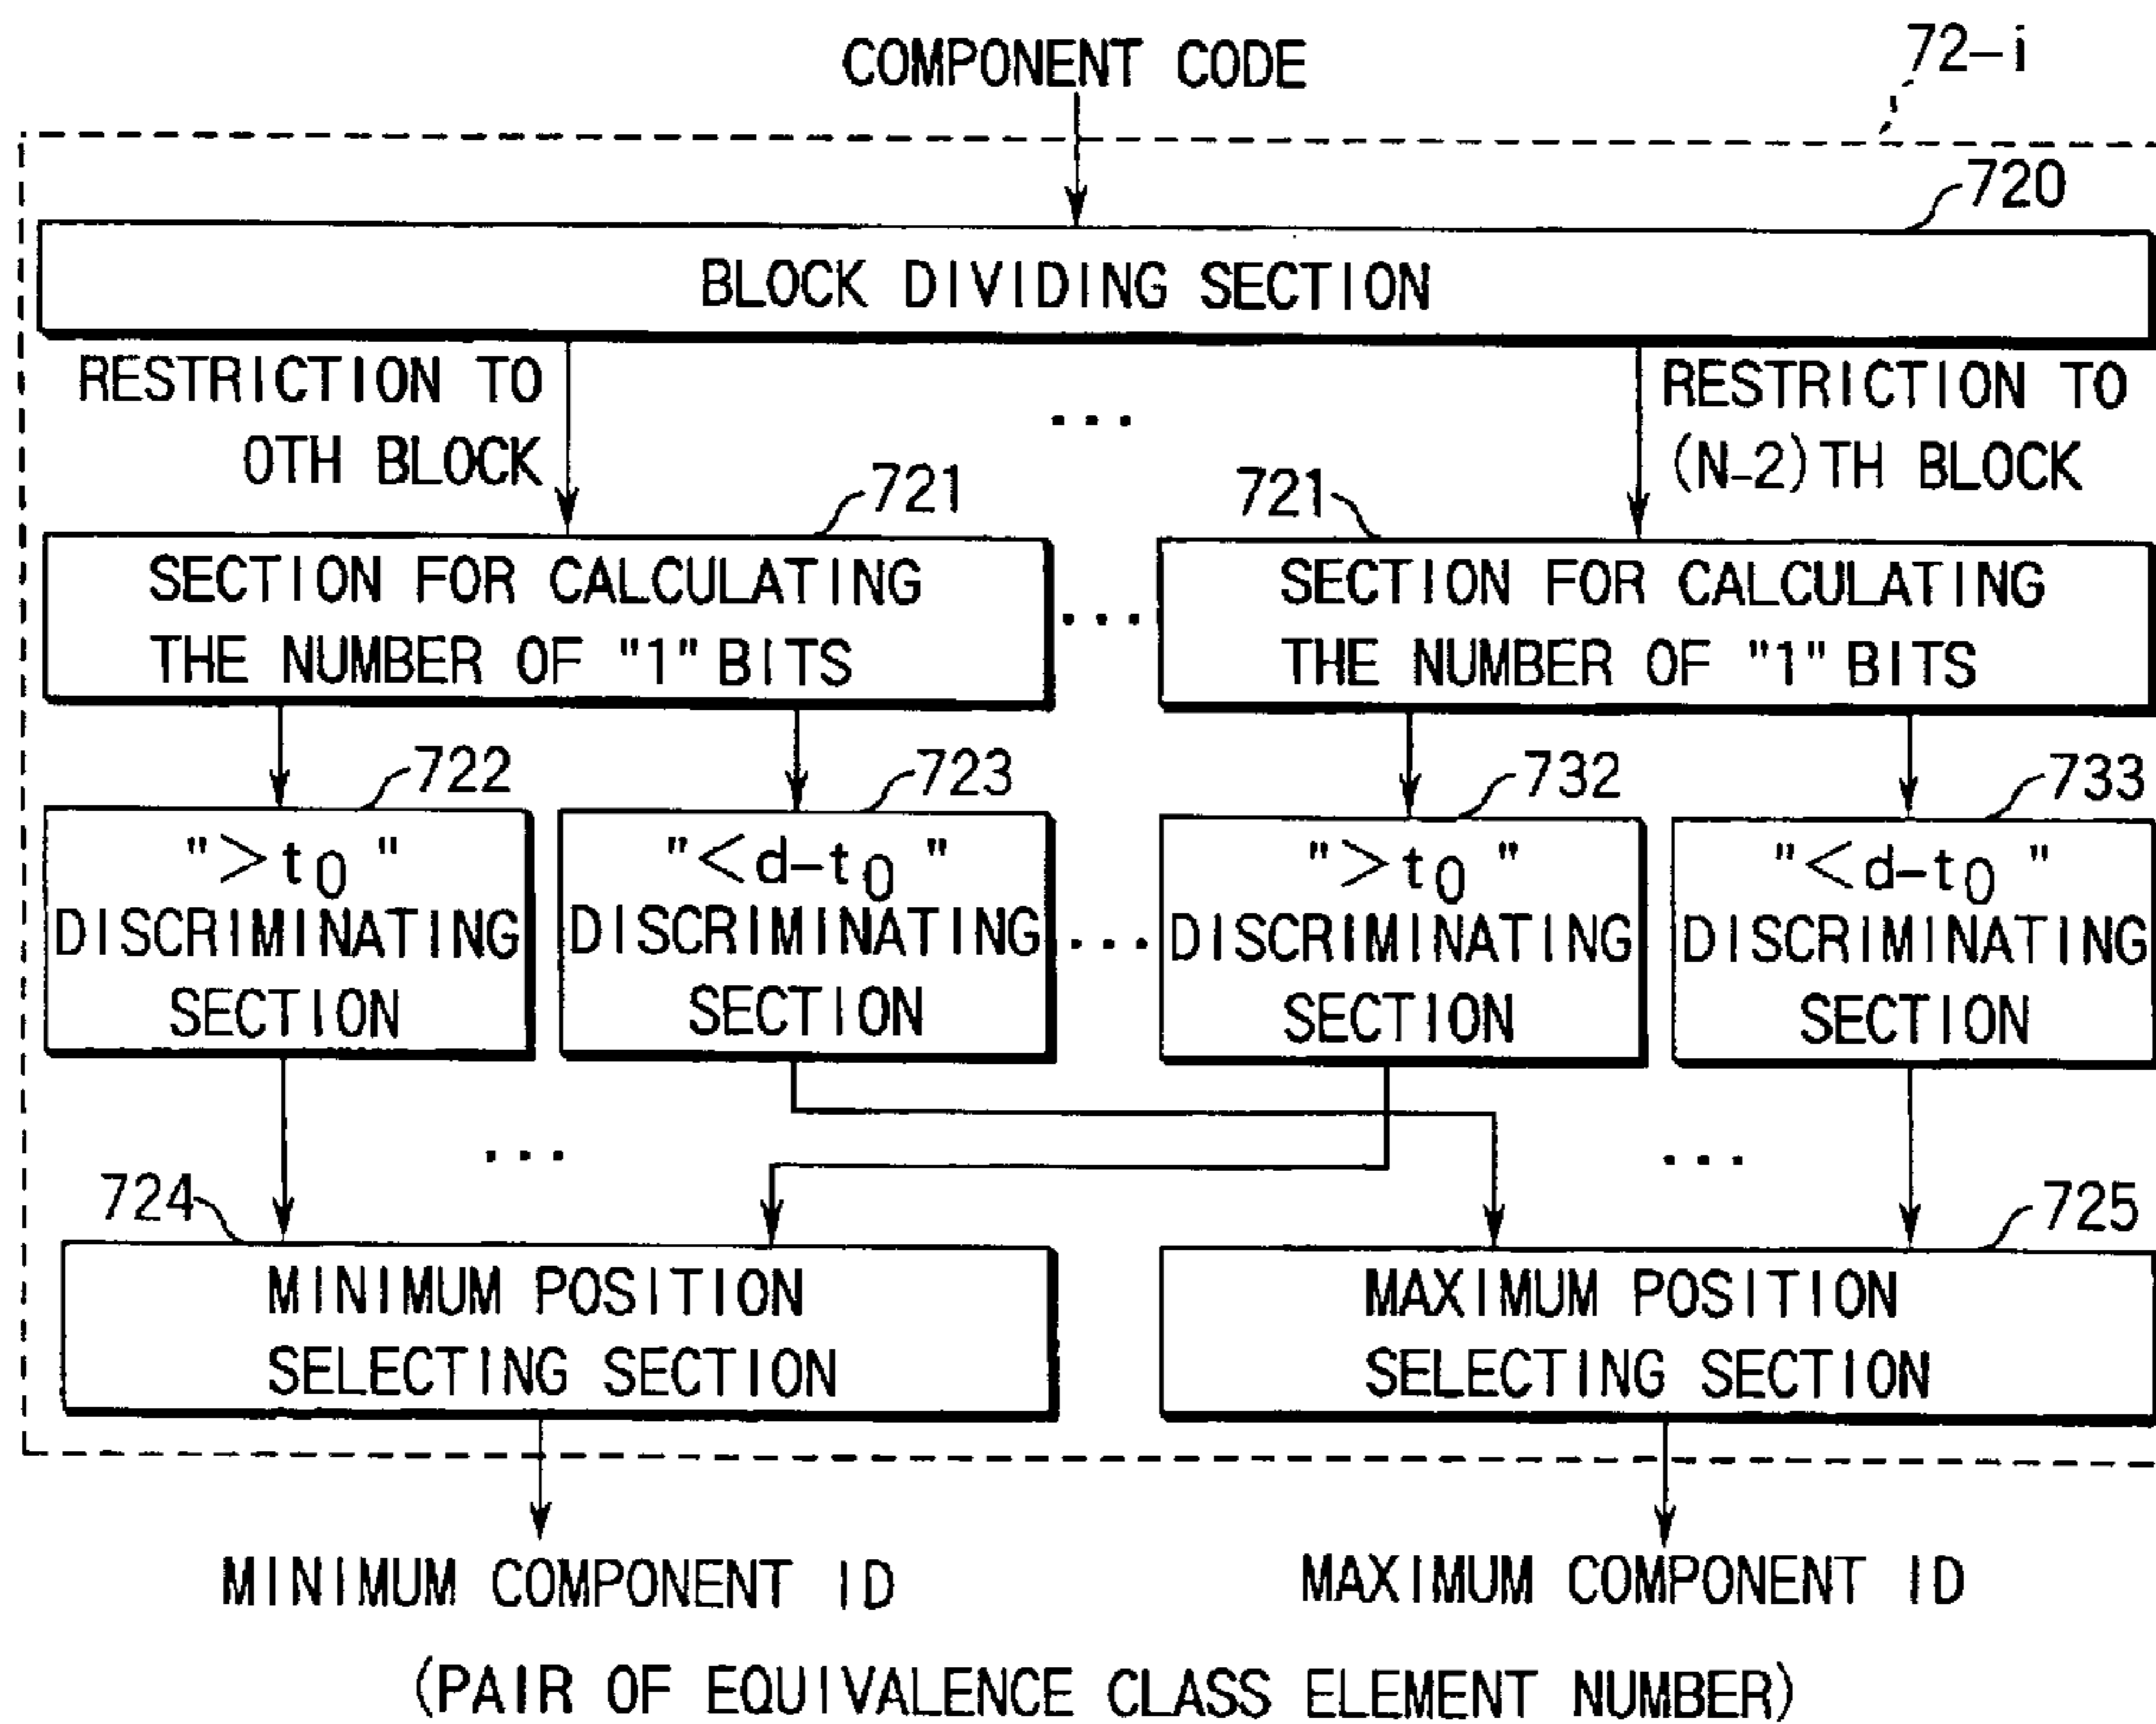 72-i
COMPONENT CODE
720
BLOCK DIVIDING SECTION
RESTRICTION TO
0TH BLOCK
...
RESTRICTION TO
(N-2)TH BLOCK
721
721
SECTION FOR CALCULATING
THE NUMBER OF "1" BITS
...
SECTION FOR CALCULATING
THE NUMBER OF "1" BITS
722
723
732
733
">t0"
DISCRIMINATING
SECTION
"<d-t0"
DISCRIMINATING
SECTION
...
">t0"
DISCRIMINATING
SECTION
"<d-t0"
DISCRIMINATING
SECTION
...
...
724
725
MINIMUM POSITION
SELECTING SECTION
MAXIMUM POSITION
SELECTING SECTION
MINIMUM COMPONENT ID
MAXIMUM COMPONENT ID
(PAIR OF EQUIVALENCE CLASS ELEMENT NUMBER)